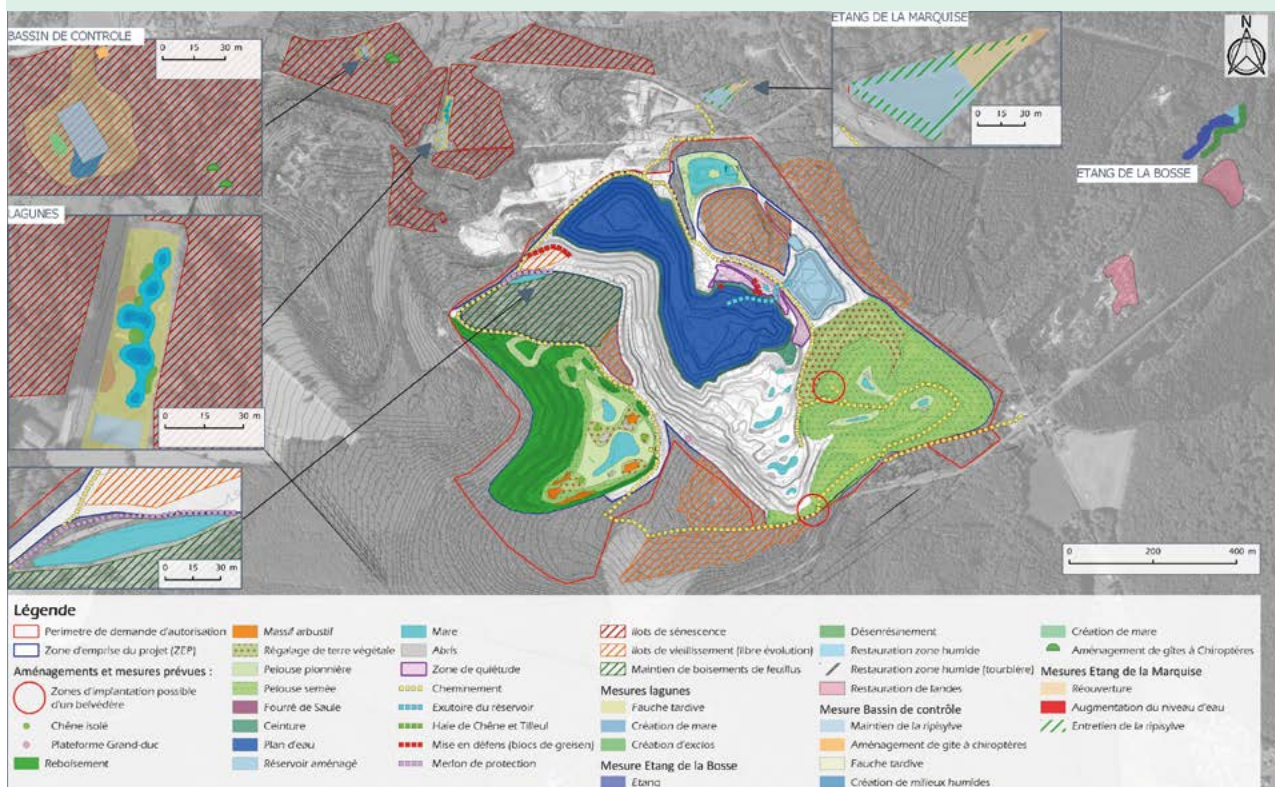 BASSIN DE CONTROLE
0 15 30 m
ETANG DE LA MARQUISE
0 15 30 m
N
ETANG DE LA BOSSE
LAGUNES
0 15 30 m
0 15 30 m
0 200 400 m
Légende
Perimetre de demande d'autorisation
Zone d'emprise du projet (ZEP)
Aménagements et mesures prévues :
Zones d'implantation possible
d'un belvédère
Chêne isolé
Plateforme Grand-duc
Reboisement
Massif arbustif
Régalage de terre végétale
Pelouse pionnière
Pelouse semée
Fourré de Saule
Ceinture
Plan d'eau
Réservoir aménagé
Mare
Abris
Zone de quiétude
Cheminement
Exutoire du réservoir
Haie de Chêne et Tilleul
Mise en défens (blocs de greisen)
Merlon de protection
Ilots de sénescence
Ilots de vieillissement (libre évolution)
Maintien de boisements de feuillus
Mesures lagunes
Fauche tardive
Création de mare
Création d'exclos
Mesure Etang de la Bosse
Etang
Désenrésinement
Restauration zone humide
Restauration zone humide (tourbière)
Restauration de landes
Mesure Bassin de contrôle
Maintien de la ripisylve
Aménagement de gîte à chiroptères
Fauche tardive
Création de milieux humides
Création de mare
Aménagement de gîtes à Chiroptères
Mesures Etang de la Marquise
Réouverture
Augmentation du niveau d'eau
Entretien de la ripisylve